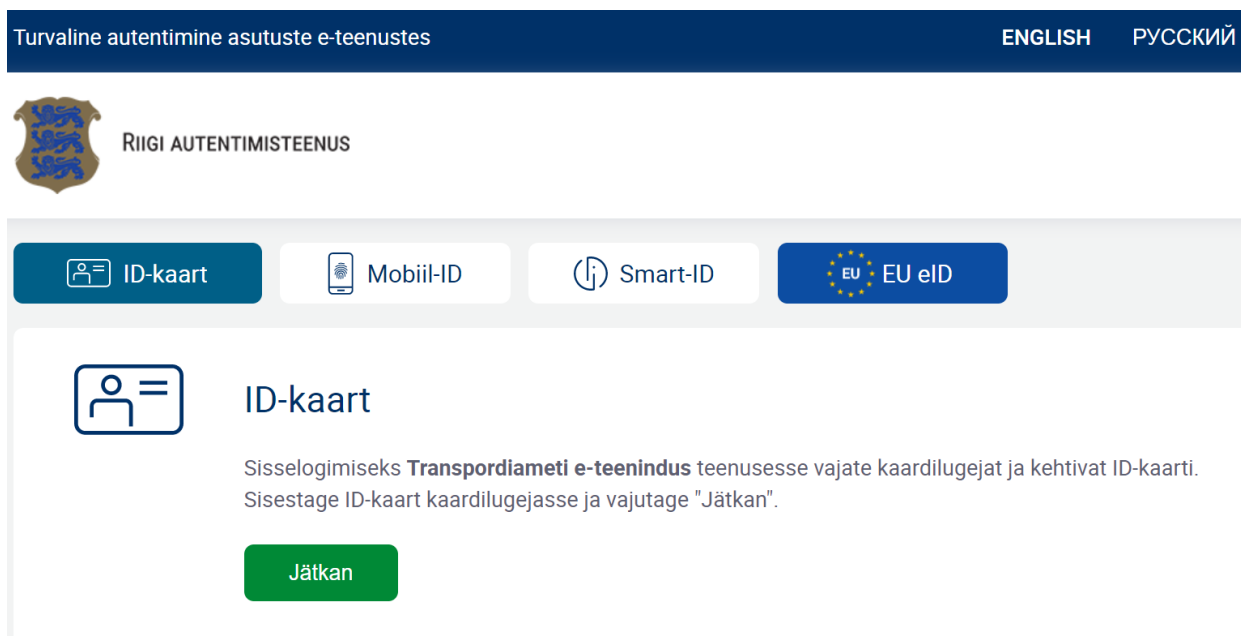 Turvaline autentimine asutuste e-teenustes ENGLISH РУССКИЙ
RIIGI AUTENTIMISTEENUS
ID-kaart Mobiil-ID Smart-ID EU EU eID
ID-kaart
Sisselogimiseks Transpordiameti e-teenindus teenusesse vajate kaardilugejat ja kehtivat ID-kaarti.
Sisestage ID-kaart kaardilugejasse ja vajutage "Jätkan".
Jätkan